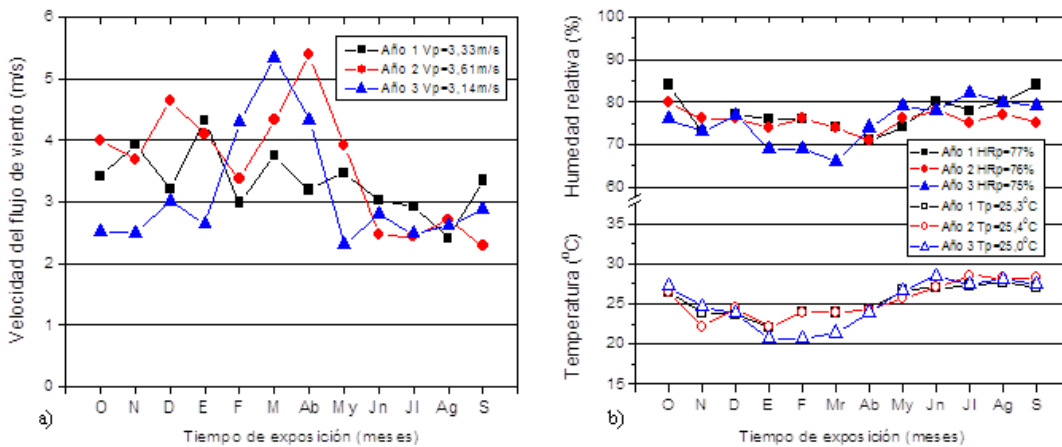 Velocidad del flujo de viento (m/s)
6
5
4
3
2
1
0
Año 1 Vp=3,33m/s
Año 2 Vp=3,61m/s
Año 3 Vp=3,14m/s
O N D E F M Ab My Jn Jl Ag S
a)
Tiempo de exposición (meses)
Humedad relativa (%)
Temperatura (⁰C)
100
90
80
70
60
30
25
20
15
Año 1 HRp=77%
Año 2 HRp=76%
Año 3 HRp=75%
Año 1 Tp=25,3⁰C
Año 2 Tp=25,4⁰C
Año 3 Tp=25,0⁰C
O N D E F Mr Ab My Jn Jl Ag S
b)
Tiempo de exposición (meses)